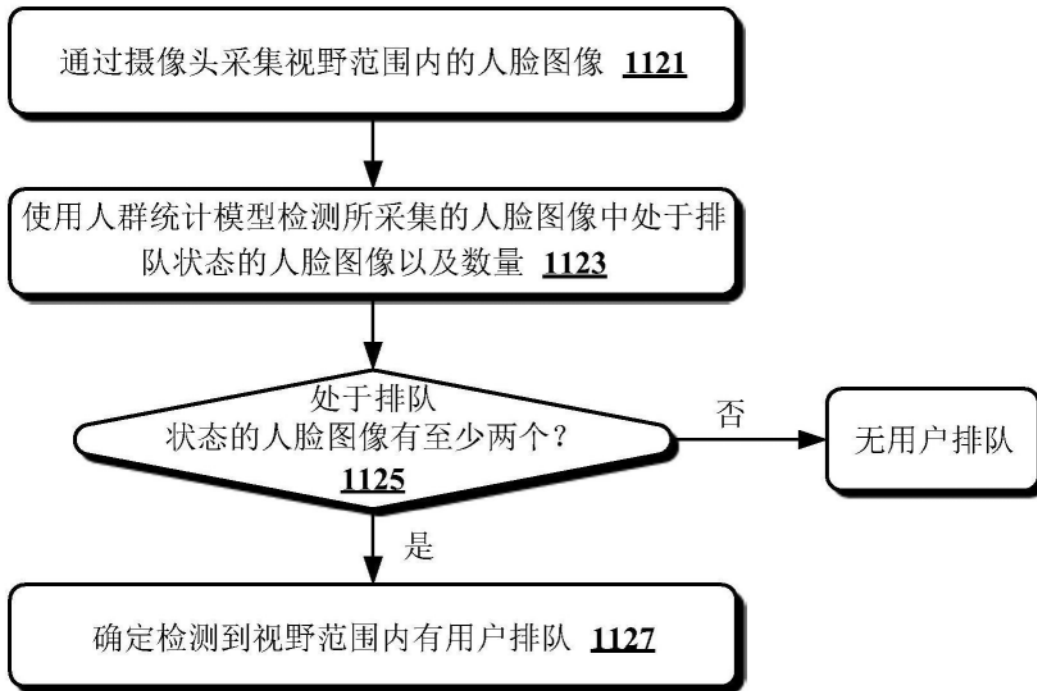 通过摄像头采集视野范围内的人脸图像 1121
使用人群统计模型检测所采集的人脸图像中处于排
队状态的人脸图像以及数量 1123
处于排队
状态的人脸图像有至少两个？
1125
否
无用户排队
是
确定检测到视野范围内有用户排队 1127